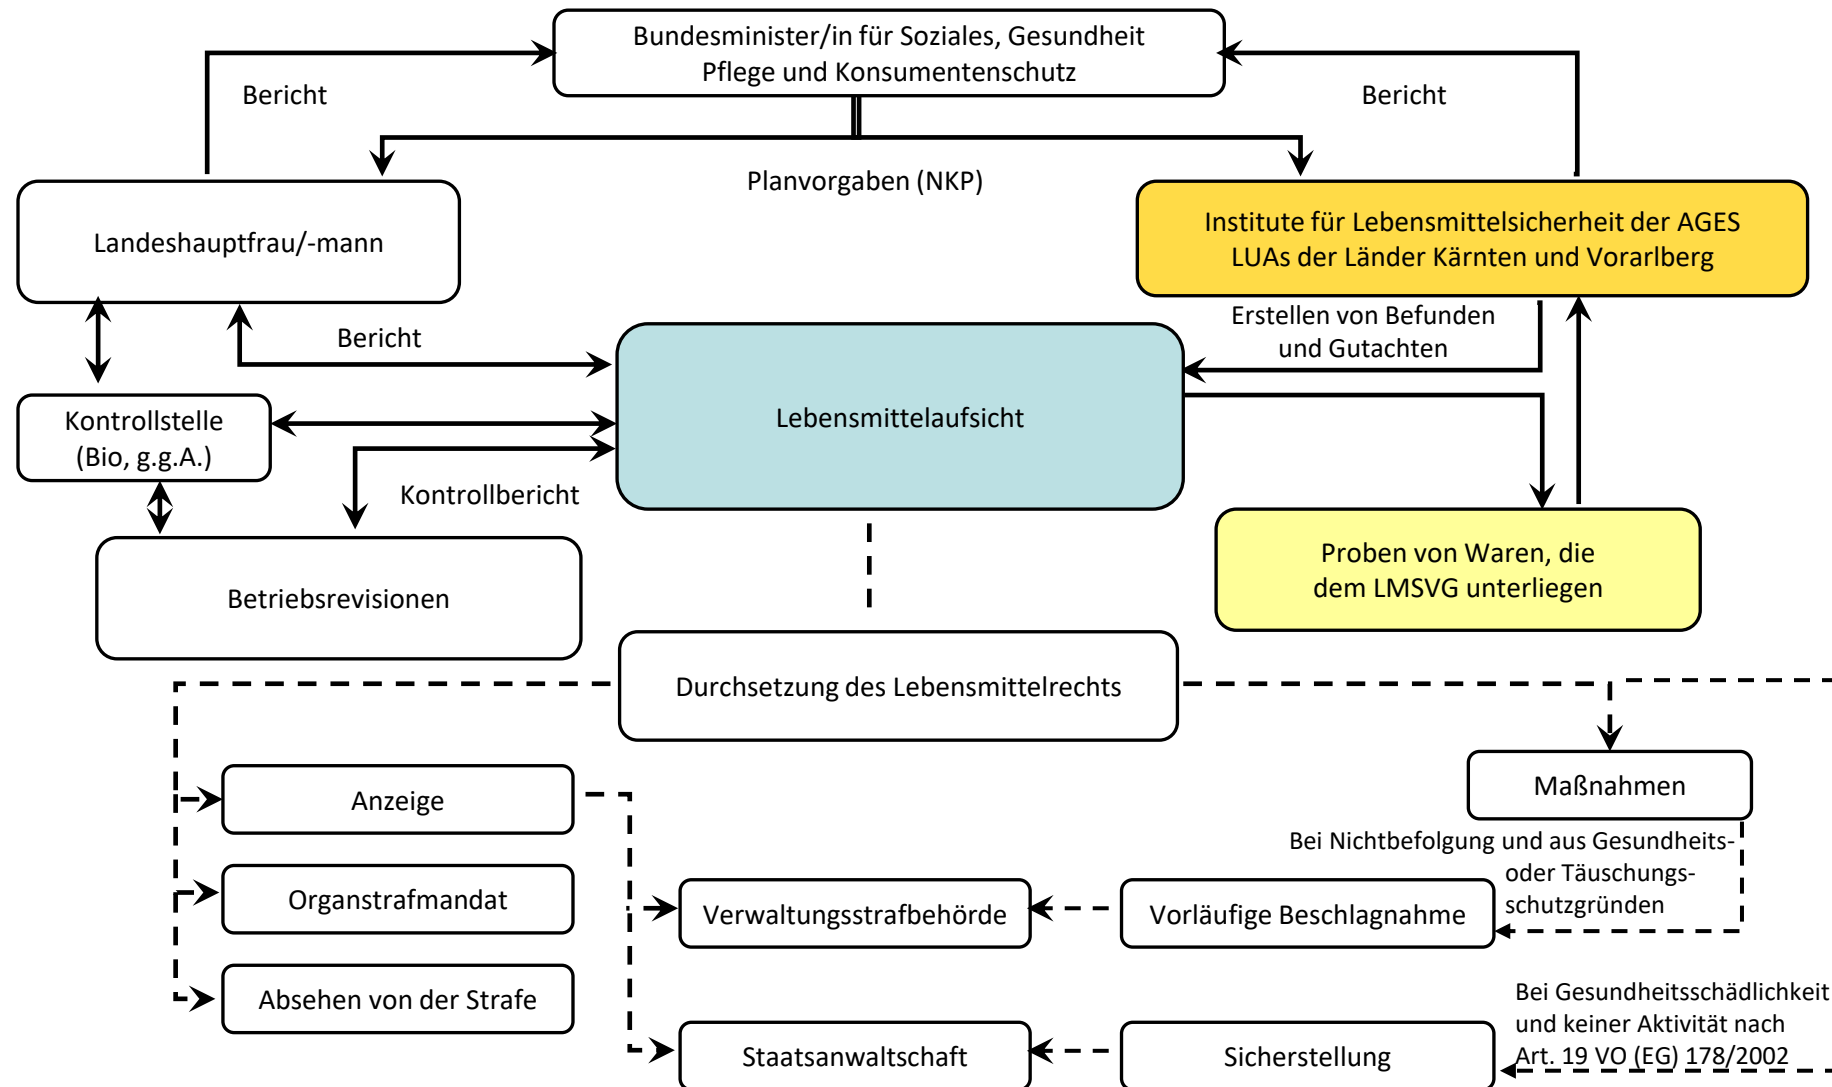 Bundesminister/in für Soziales, Gesundheit
Pflege und Konsumentenschutz
Bericht
Bericht
Planvorgaben (NKP)
Landeshauptfrau/-mann
Institute für Lebensmittelsicherheit der AGES
LUAs der Länder Kärnten und Vorarlberg
Bericht
Erstellen von Befunden
und Gutachten
Lebensmittelaufsicht
Kontrollstelle
(Bio, g.g.A.)
Kontrollbericht
Betriebsrevisionen
Proben von Waren, die
dem LMSVG unterliegen
Durchsetzung des Lebensmittelrechts
Anzeige
Maßnahmen
Bei Nichtbefolgung und aus Gesundheits-
oder Täuschungs-
schutzgründen
Organstrafmandat
Verwaltungsstrafbehörde
Vorläufige Beschlagnahme
Absehen von der Strafe
Bei Gesundheitsschädlichkeit
und keiner Aktivität nach
Art. 19 VO (EG) 178/2002
Staatsanwaltschaft
Sicherstellung